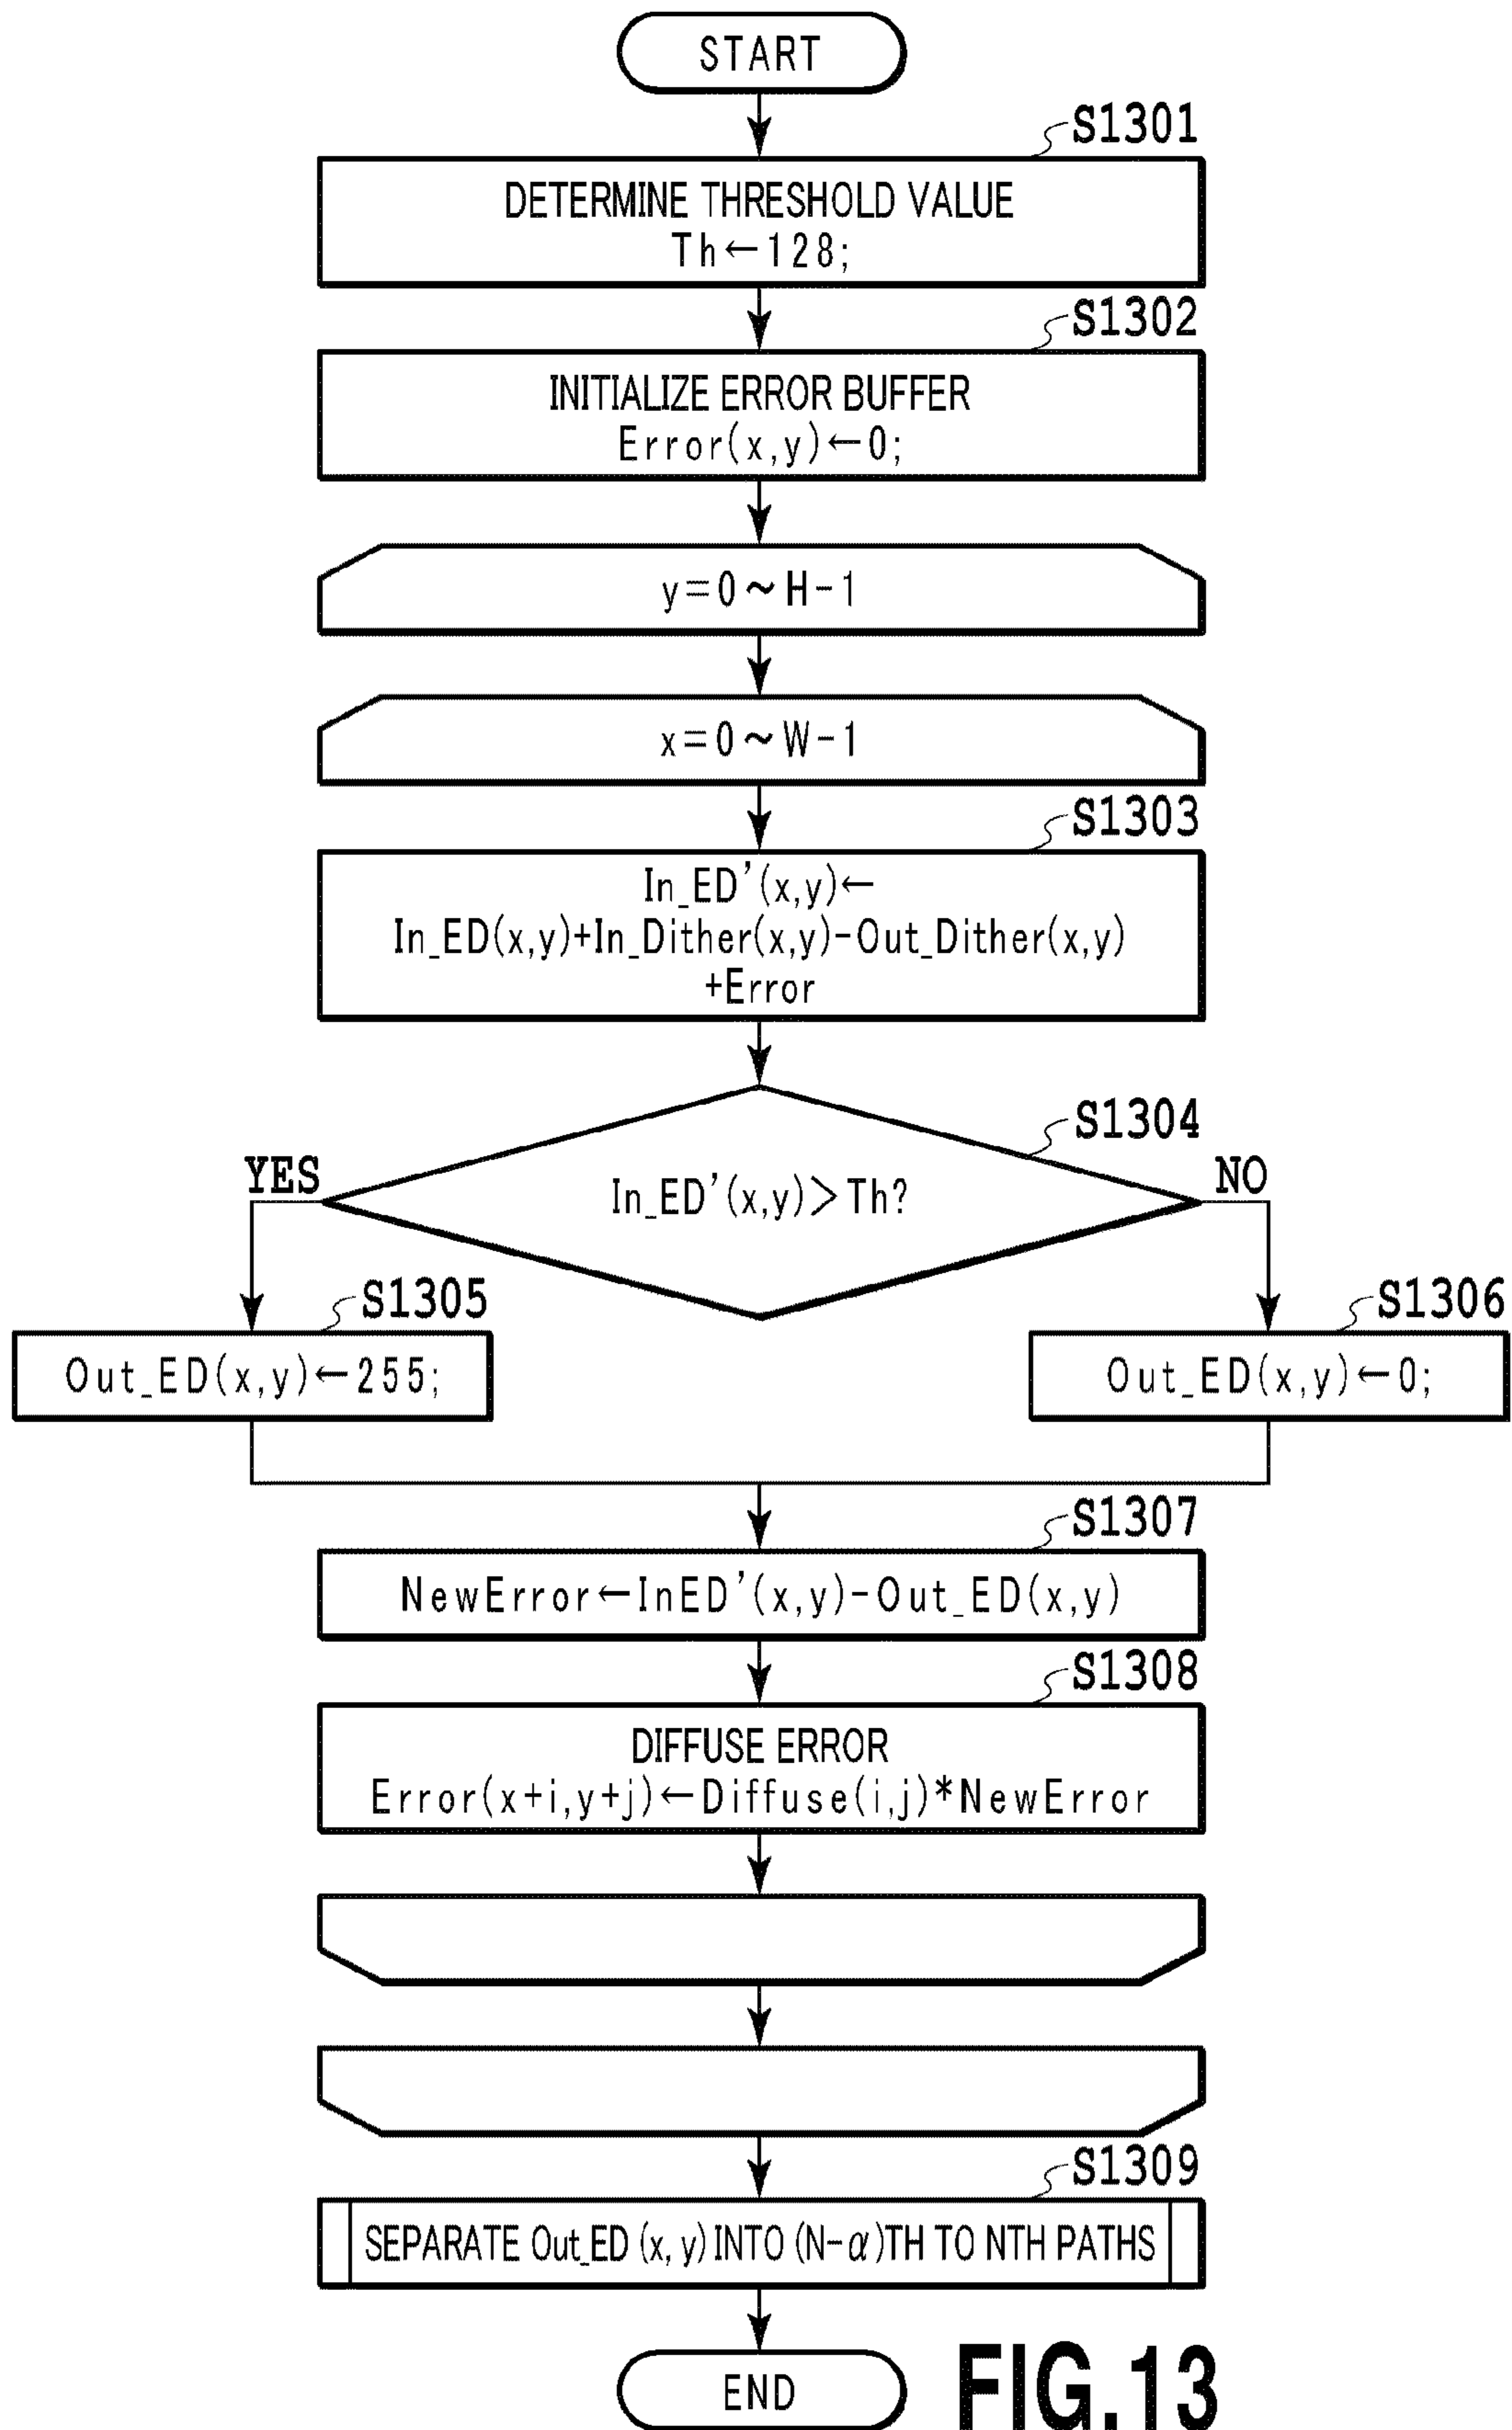 START
S1301
DETERMINE THRESHOLD VALUE
Th←128;
S1302
INITIALIZE ERROR BUFFER
Error(x,y)←0;
y=0~H-1
x=0~W-1
S1303
In_ED'(x,y)←
In_ED(x,y)+In_Dither(x,y)-Out_Dither(x,y)
+Error
S1304
YES
In_ED'(x,y)>Th?
NO
S1305
S1306
Out_ED(x,y)←255;
Out_ED(x,y)←0;
S1307
NewError←InED'(x,y)-Out_ED(x,y)
S1308
DIFFUSE ERROR
Error(x+i,y+j)←Diffuse(i,j)*NewError
S1309
SEPARATE Out_ED(x,y) INTO (N-α)TH TO NTH PATHS
END
FIG.13